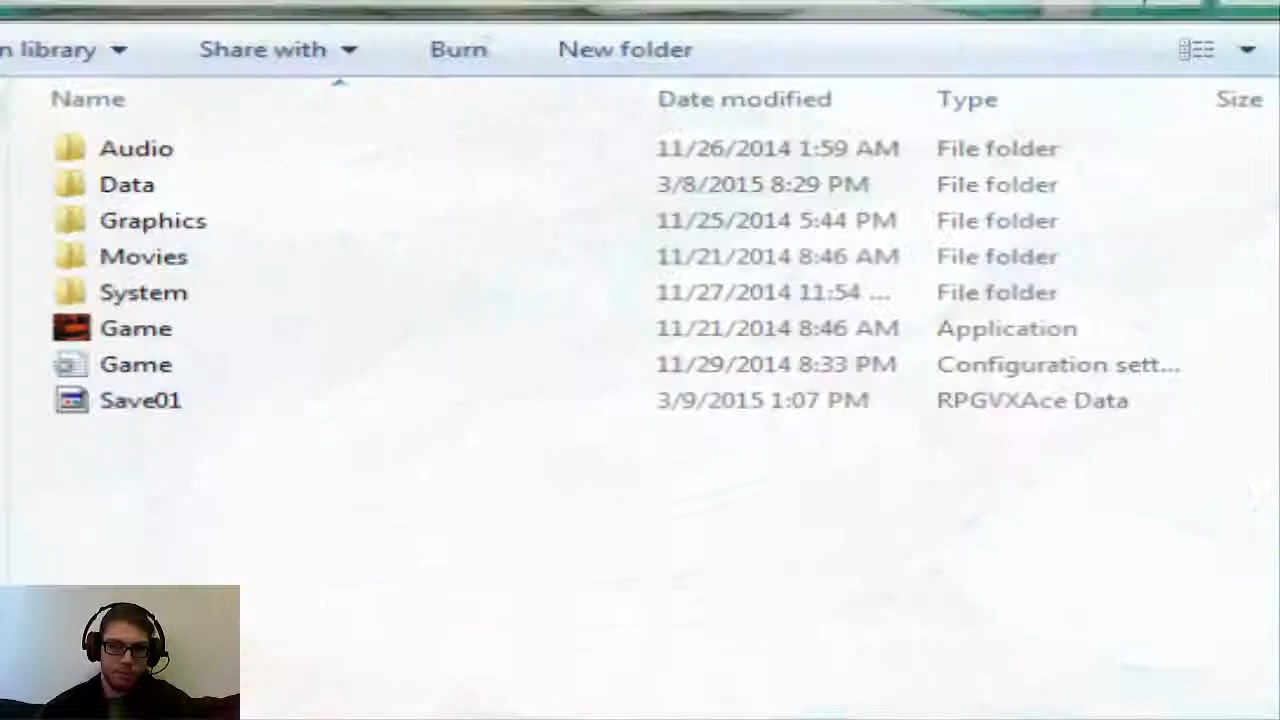 n library Share with Burn New folder
Name Date modified Type Size
Audio 11/26/2014 1:59 AM File folder
Data 3/8/2015 8:29 PM File folder
Graphics 11/25/2014 5:44 PM File folder
Movies 11/21/2014 8:46 AM File folder
System 11/27/2014 11:54 ... File folder
Game 11/21/2014 8:46 AM Application
Game 11/29/2014 8:33 PM Configuration sett...
Save01 3/9/2015 1:07 PM RPGVXAce Data